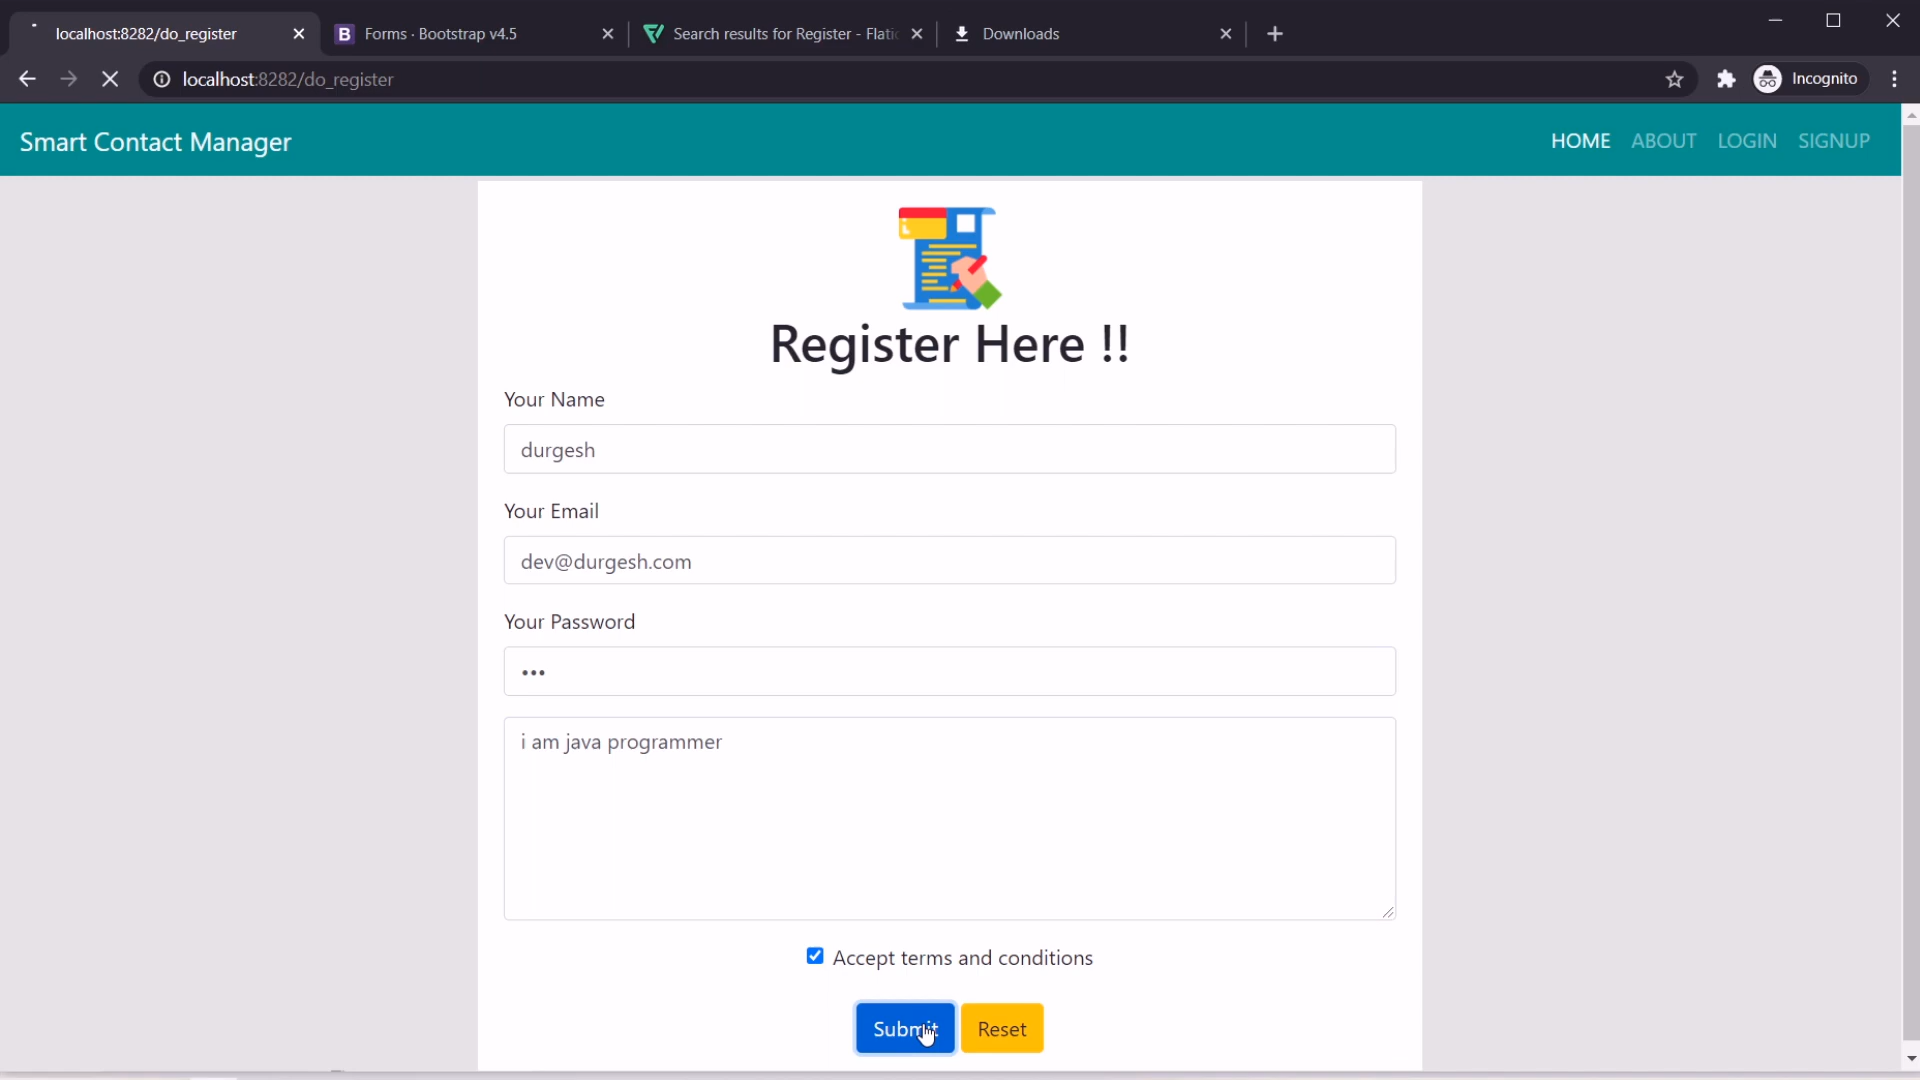 localhost:8282/do_register
Forms · Bootstrap v4.5
Search results for Register - Flatic
Downloads
localhost:8282/do_register
Incognito
Smart Contact Manager
HOME ABOUT LOGIN SIGNUP
Register Here !!
Your Name
durgesh
Your Email
dev@durgesh.com
Your Password
•••
i am java programmer
Accept terms and conditions
Submit Reset